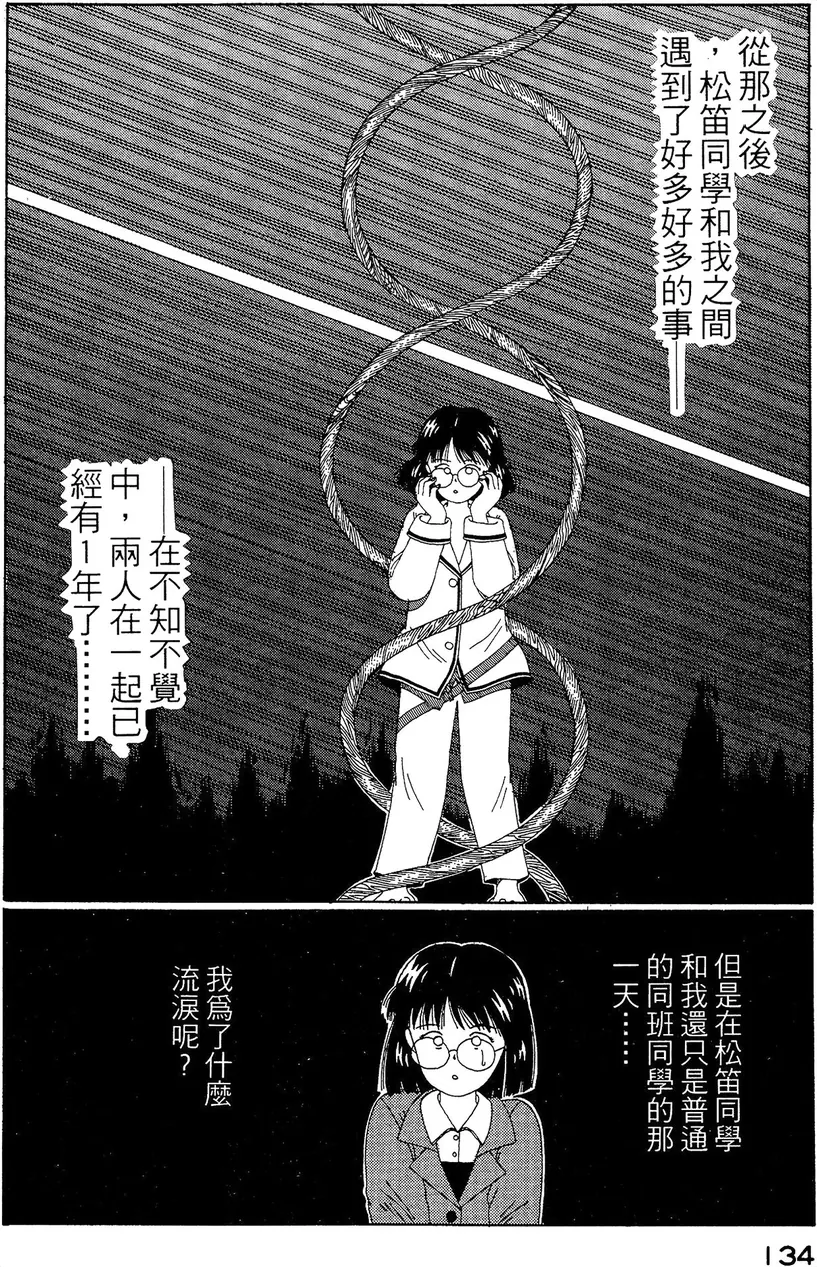 從那之後
，松笛同學和我之間
遇到了好多好多的事
——
——在不知不覺
中，兩人在一起已
經有1年了…………
但是在松笛同學
和我還只是普通
的同班同學的那
一天……
我爲了什麼
流淚呢？
134